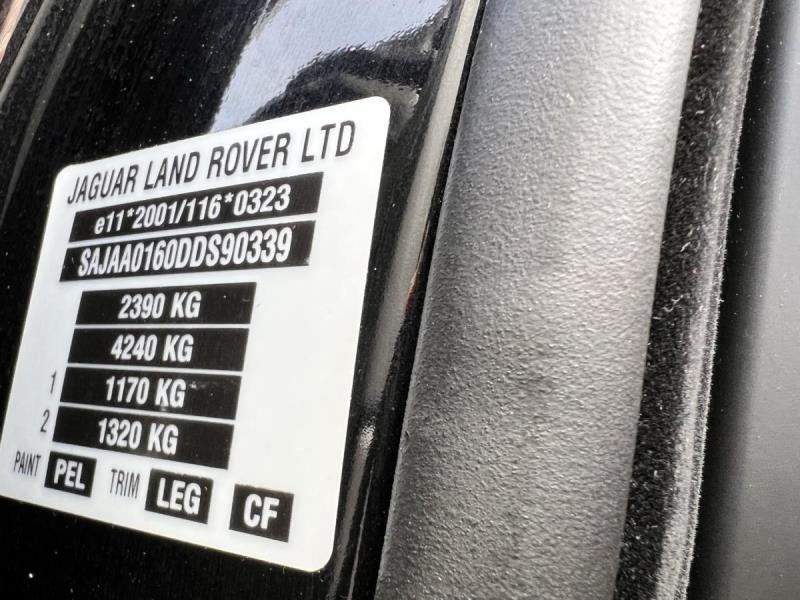 JAGUAR LAND ROVER LTD
e11*2001/116*0323
SAJAA0160DDS90339
2390 KG
4240 KG
1 1170 KG
2 1320 KG
PAINT PEL TRIM LEG CF